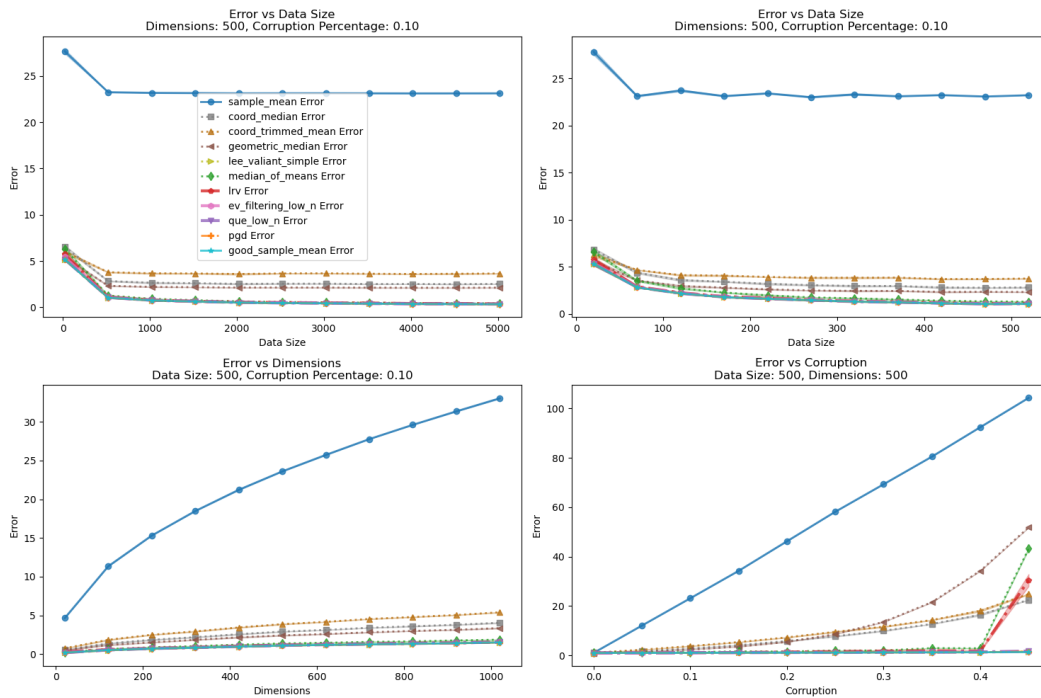 Error vs Data Size
Dimensions: 500, Corruption Percentage: 0.10
25
20
15
10
5
0
Error
sample_mean Error
coord_median Error
coord_trimmed_mean Error
geometric_median Error
lee_valiant_simple Error
median_of_means Error
lrv Error
ev_filtering_low_n Error
que_low_n Error
pgd Error
good_sample_mean Error
0 1000 2000 3000 4000 5000
Data Size
Error vs Data Size
Dimensions: 500, Corruption Percentage: 0.10
25
20
15
10
5
0
Error
0 100 200 300 400 500
Data Size
Error vs Dimensions
Data Size: 500, Corruption Percentage: 0.10
30
25
20
15
10
5
0
Error
0 200 400 600 800 1000
Dimensions
Error vs Corruption
Data Size: 500, Dimensions: 500
100
80
60
40
20
0
Error
0.0 0.1 0.2 0.3 0.4
Corruption